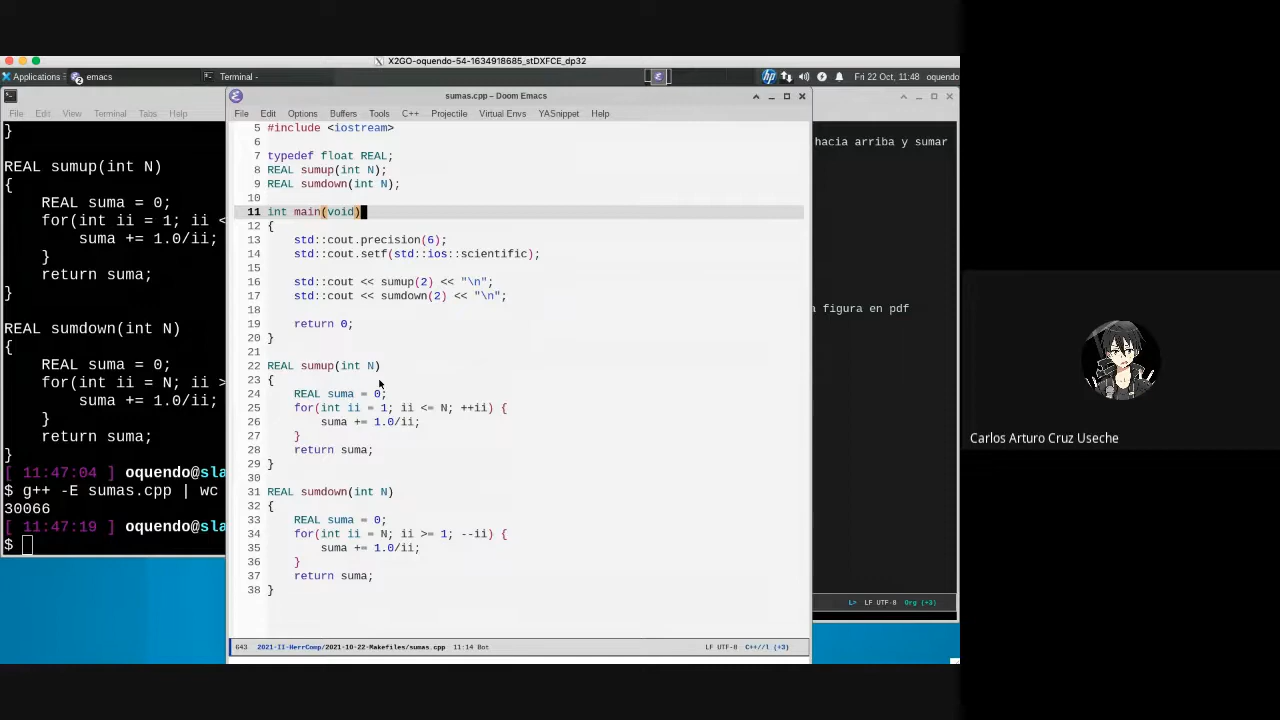 X2GO-oquendo-54-1634918685_stDXFCE_dp32
Applications
emacs
Terminal -
Fri 22 Oct, 11:48 oquendo
File Edit View Terminal Tabs Help
}
REAL sumup(int N)
{
REAL suma = 0;
for(int ii = 1; ii <
suma += 1.0/ii;
}
return suma;
}
REAL sumdown(int N)
{
REAL suma = 0;
for(int ii = N; ii >
suma += 1.0/ii;
}
return suma;
}
[ 11:47:04 ] oquendo@sla
$ g++ -E sumas.cpp | wc
30066
[ 11:47:19 ] oquendo@sla
$
sumas.cpp – Doom Emacs
File Edit Options Buffers Tools C++ Projectile Virtual Envs YASnippet Help
5 #include <iostream>
6
7 typedef float REAL;
8 REAL sumup(int N);
9 REAL sumdown(int N);
10
11 int main(void)
12 {
13 std::cout.precision(6);
14 std::cout.setf(std::ios::scientific);
15
16 std::cout << sumup(2) << "\n";
17 std::cout << sumdown(2) << "\n";
18
19 return 0;
20 }
21
22 REAL sumup(int N)
23 {
24 REAL suma = 0;
25 for(int ii = 1; ii <= N; ++ii) {
26 suma += 1.0/ii;
27 }
28 return suma;
29 }
30
31 REAL sumdown(int N)
32 {
33 REAL suma = 0;
34 for(int ii = N; ii >= 1; --ii) {
35 suma += 1.0/ii;
36 }
37 return suma;
38 }
643 2021-II-HerrComp/2021-10-22-Makefiles/sumas.cpp 11:14 Bot LF UTF-8 C++//l (+3)
hacia arriba y sumar
a figura en pdf
L> LF UTF-8 Org (+3)
Carlos Arturo Cruz Useche